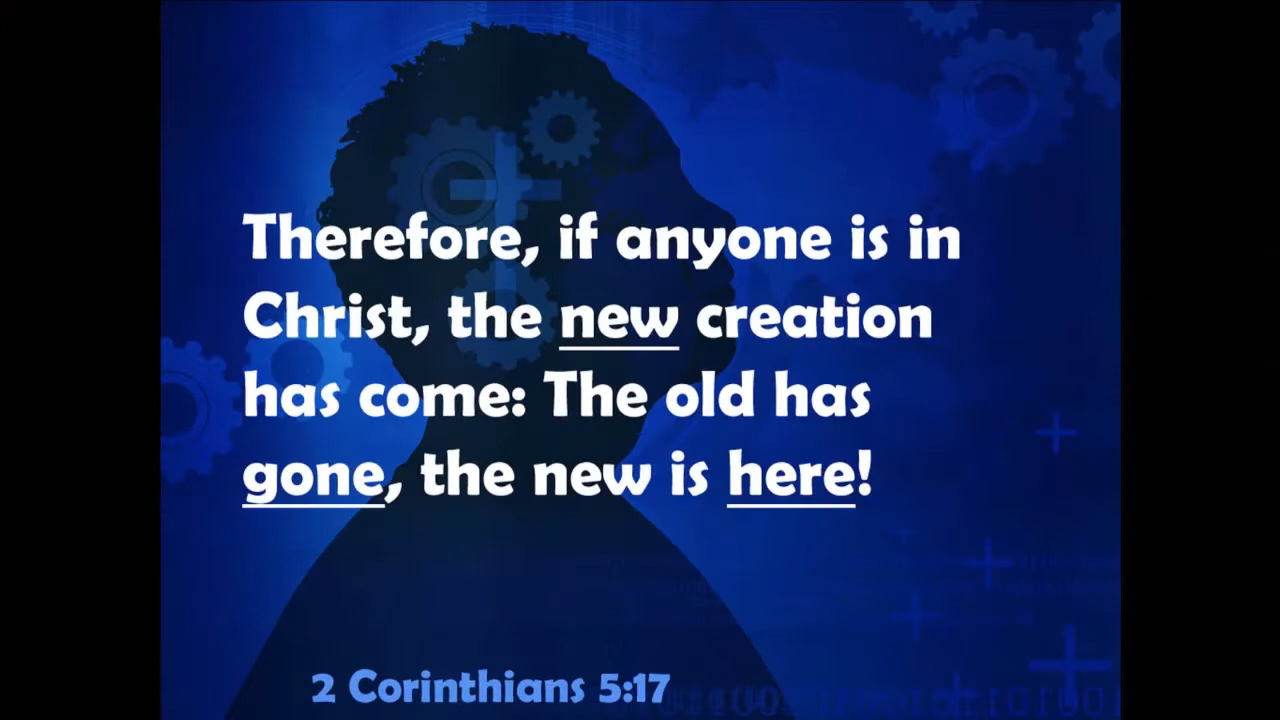 Therefore, if anyone is in
Christ, the new creation
has come: The old has
gone, the new is here!
2 Corinthians 5:17